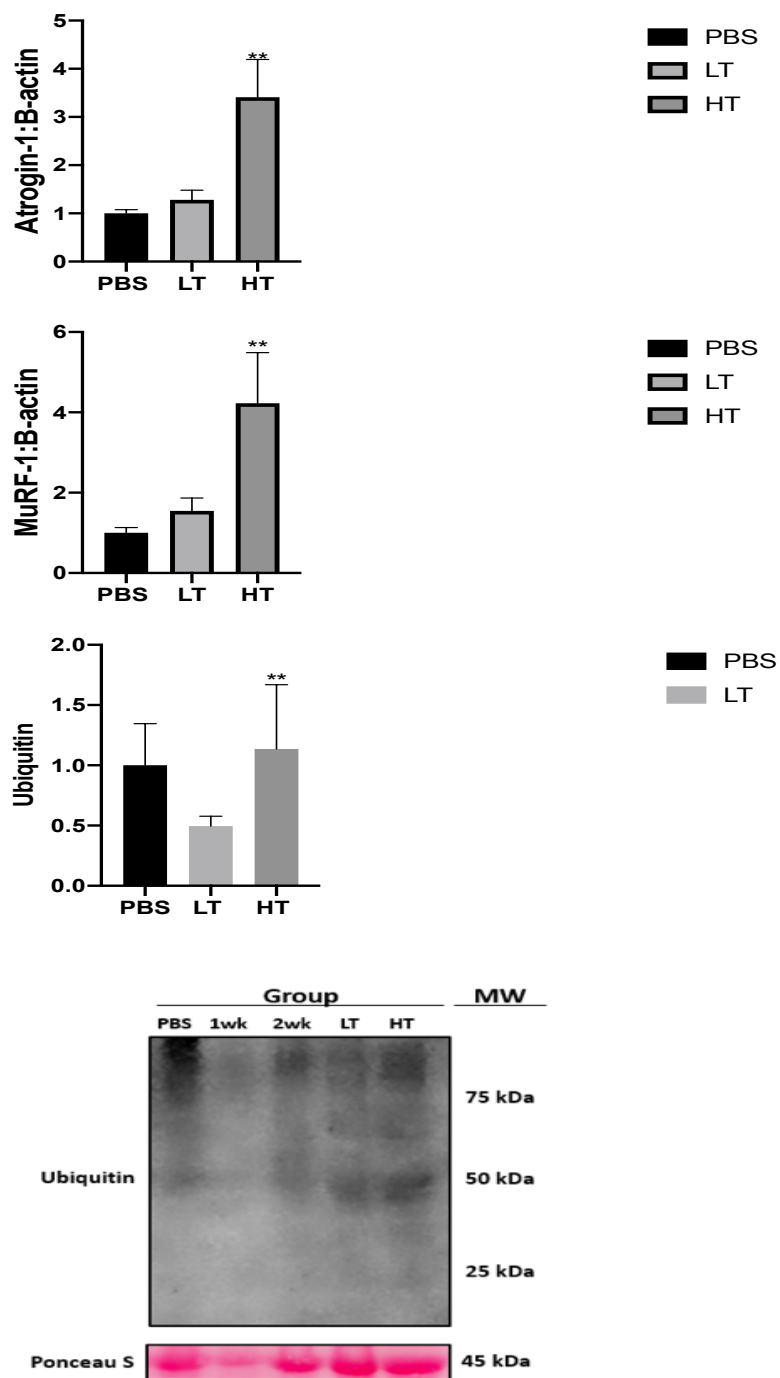 5
4
3
2
1
0
Atrogin-1:B-actin
**
PBS LT HT
PBS
LT
HT
6
4
2
0
MuRF-1:B-actin
**
PBS LT HT
PBS
LT
HT
2.0
1.5
1.0
0.5
0.0
Ubiquitin
**
PBS LT HT
PBS
LT
Group MW
PBS 1wk 2wk LT HT
75 kDa
Ubiquitin 50 kDa
25 kDa
Ponceau S 45 kDa